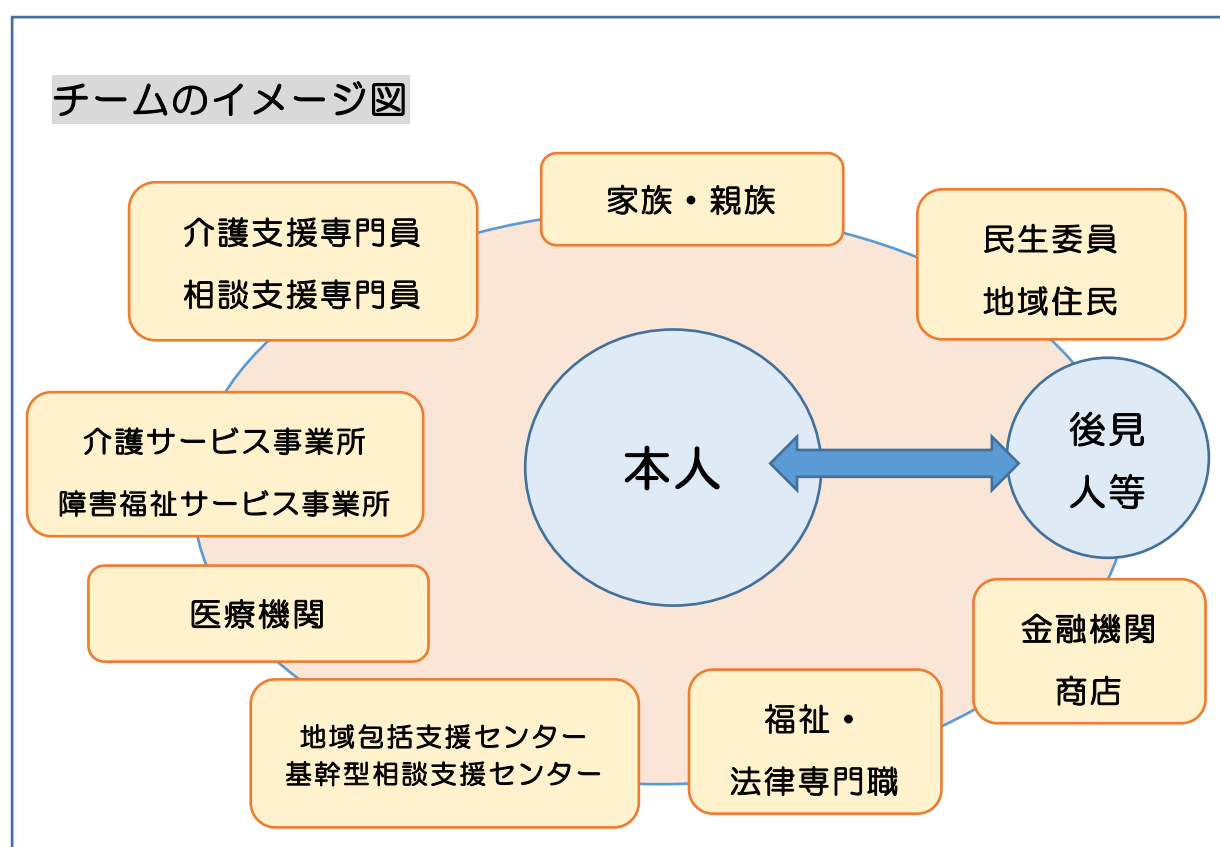 チームのイメージ図
家族・親族
介護支援専門員
相談支援専門員
民生委員
地域住民
介護サービス事業所
障害福祉サービス事業所
本人
後見
人等
医療機関
金融機関
商店
地域包括支援センター
基幹型相談支援センター
福祉・
法律専門職